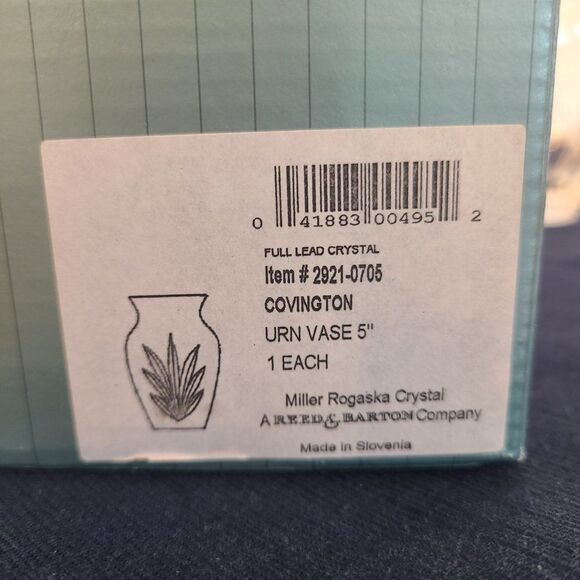 0 41883 00495 2
FULL LEAD CRYSTAL
Item # 2921-0705
COVINGTON
URN VASE 5"
1 EACH
Miller Rogaska Crystal
A REED & BARTON Company
Made in Slovenia